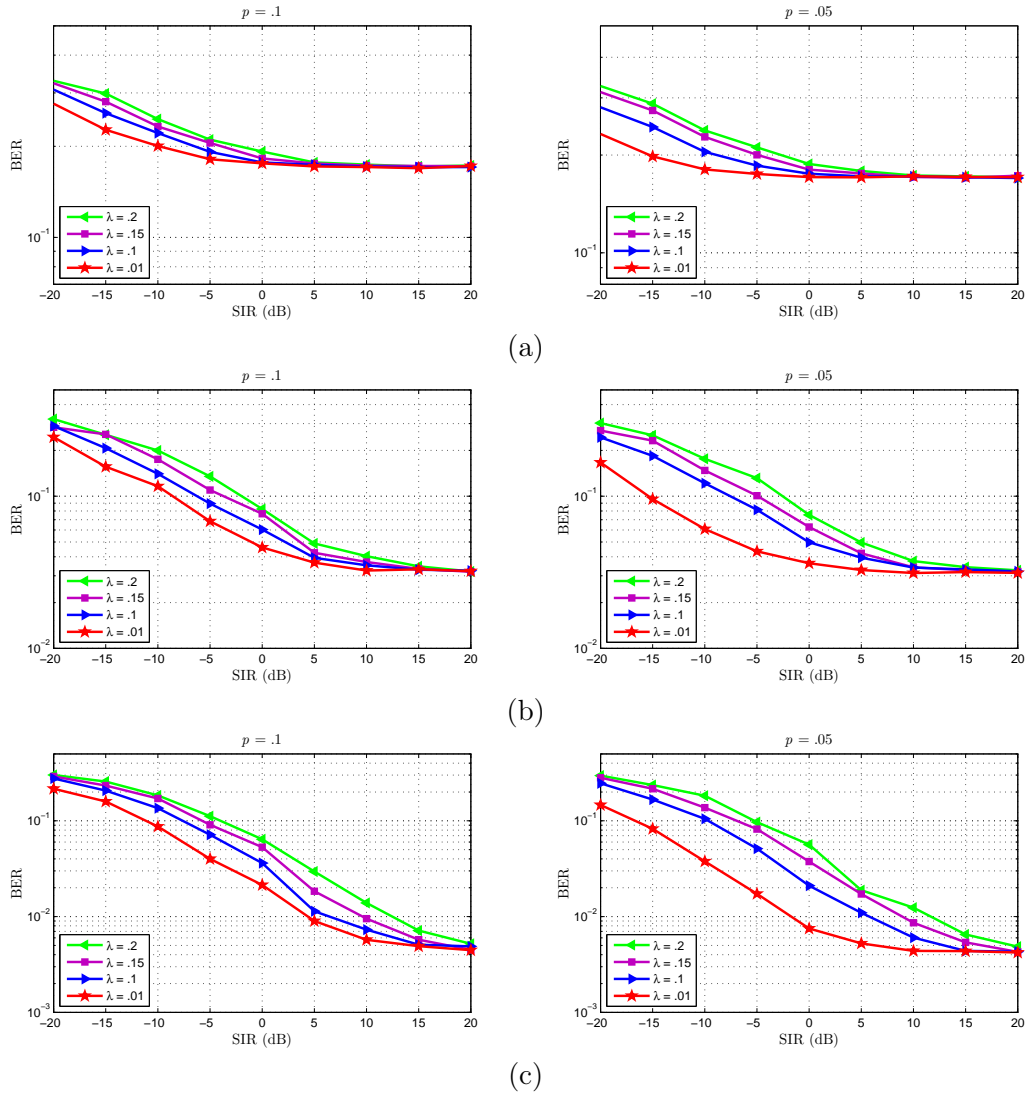 p = .1
BER
10⁻¹
λ = .2
λ = .15
λ = .1
λ = .01
−20 −15 −10 −5 0 5 10 15 20
SIR (dB)
p = .05
BER
10⁻¹
λ = .2
λ = .15
λ = .1
λ = .01
−20 −15 −10 −5 0 5 10 15 20
SIR (dB)
(a)
p = .1
BER
10⁻¹
10⁻²
λ = .2
λ = .15
λ = .1
λ = .01
−20 −15 −10 −5 0 5 10 15 20
SIR (dB)
p = .05
BER
10⁻¹
10⁻²
λ = .2
λ = .15
λ = .1
λ = .01
−20 −15 −10 −5 0 5 10 15 20
SIR (dB)
(b)
p = .1
BER
10⁻¹
10⁻²
10⁻³
λ = .2
λ = .15
λ = .1
λ = .01
−20 −15 −10 −5 0 5 10 15 20
SIR (dB)
p = .05
BER
10⁻¹
10⁻²
10⁻³
λ = .2
λ = .15
λ = .1
λ = .01
−20 −15 −10 −5 0 5 10 15 20
SIR (dB)
(c)